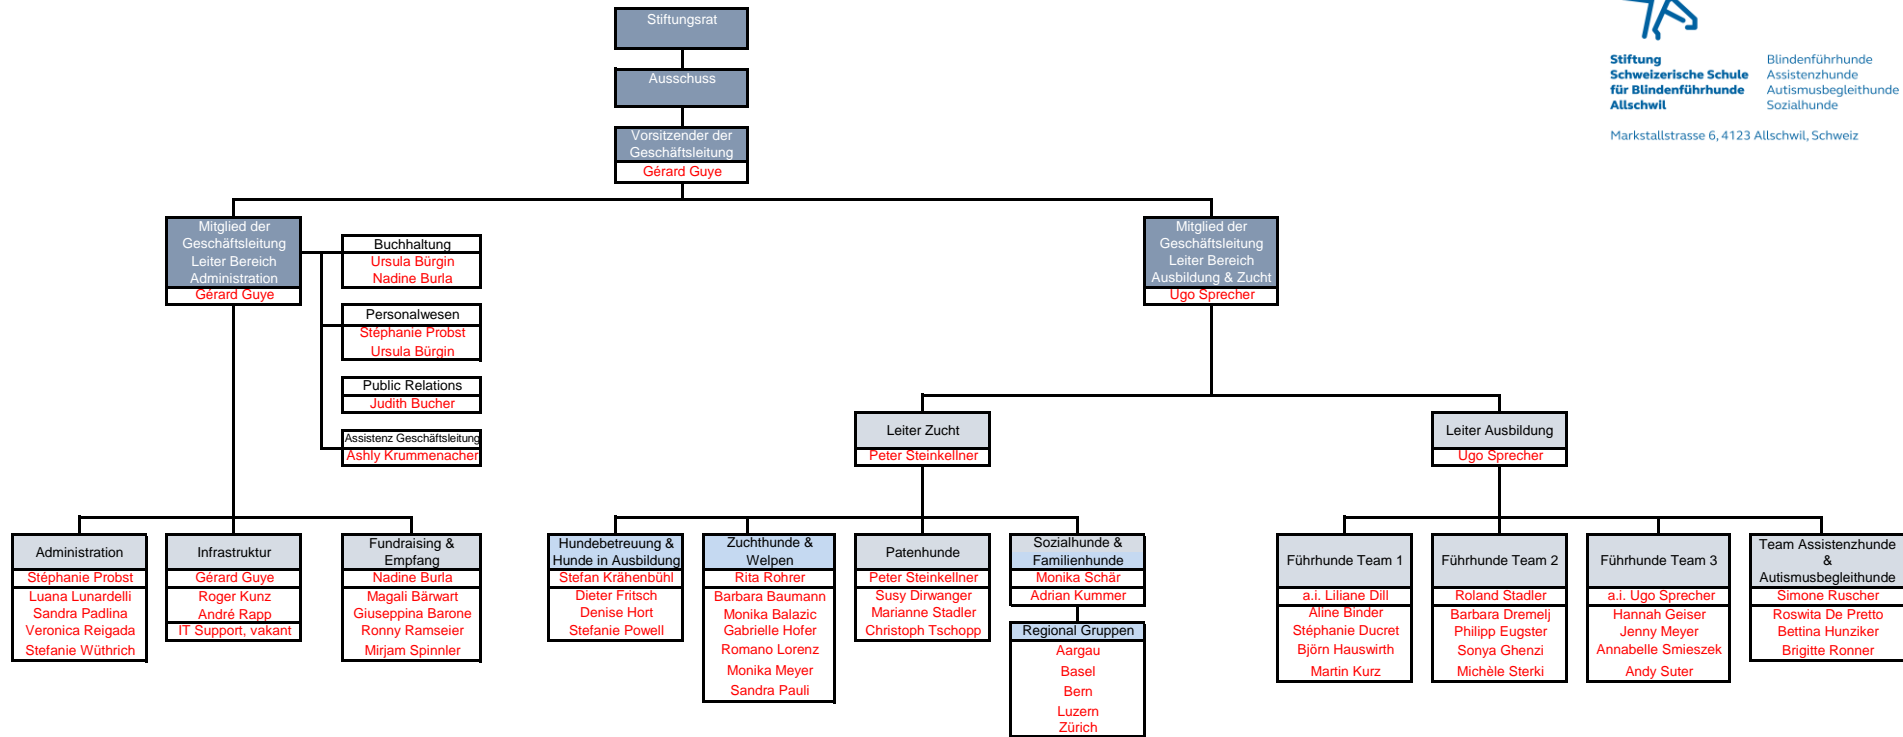 Stiftungsrat
Ausschuss
Vorsitzender der
Geschäftsleitung
Gérard Guye
Stiftung
Schweizerische Schule
für Blindenführhunde
Allschwil
Blindenführhunde
Assistenzhunde
Autismusbegleithunde
Sozialhunde
Markstallstrasse 6, 4123 Allschwil, Schweiz
Mitglied der
Geschäftsleitung
Leiter Bereich
Administration
Gérard Guye
Buchhaltung
Ursula Bürgin
Nadine Burla
Personalwesen
Stéphanie Probst
Ursula Bürgin
Public Relations
Judith Bucher
Assistenz Geschäftsleitung
Ashly Krummenacher
Mitglied der
Geschäftsleitung
Leiter Bereich
Ausbildung & Zucht
Ugo Sprecher
Leiter Zucht
Peter Steinkellner
Leiter Ausbildung
Ugo Sprecher
Administration
Stéphanie Probst
Luana Lunardelli
Sandra Padlina
Veronica Reigada
Stefanie Wüthrich
Infrastruktur
Gérard Guye
Roger Kunz
André Rapp
IT Support, vakant
Fundraising &
Empfang
Nadine Burla
Magali Bärwart
Giuseppina Barone
Ronny Ramseier
Mirjam Spinnler
Hundebetreuung &
Hunde in Ausbildung
Stefan Krähenbühl
Dieter Fritsch
Denise Hort
Stefanie Powell
Zuchthunde &
Welpen
Rita Rohrer
Barbara Baumann
Monika Balazic
Gabrielle Hofer
Romano Lorenz
Monika Meyer
Sandra Pauli
Patenhunde
Peter Steinkellner
Susy Dirwanger
Marianne Stadler
Christoph Tschopp
Sozialhunde &
Familienhunde
Monika Schär
Adrian Kummer
Regional Gruppen
Aargau
Basel
Bern
Luzern
Zürich
Führhunde Team 1
a.i. Liliane Dill
Aline Binder
Stéphanie Ducret
Björn Hauswirth
Martin Kurz
Führhunde Team 2
Roland Stadler
Barbara Dremelj
Philipp Eugster
Sonya Ghenzi
Michèle Sterki
Führhunde Team 3
a.i. Ugo Sprecher
Hannah Geiser
Jenny Meyer
Annabelle Smieszek
Andy Suter
Team Assistenzhunde
&
Autismusbegleithunde
Simone Ruscher
Roswita De Pretto
Bettina Hunziker
Brigitte Ronner